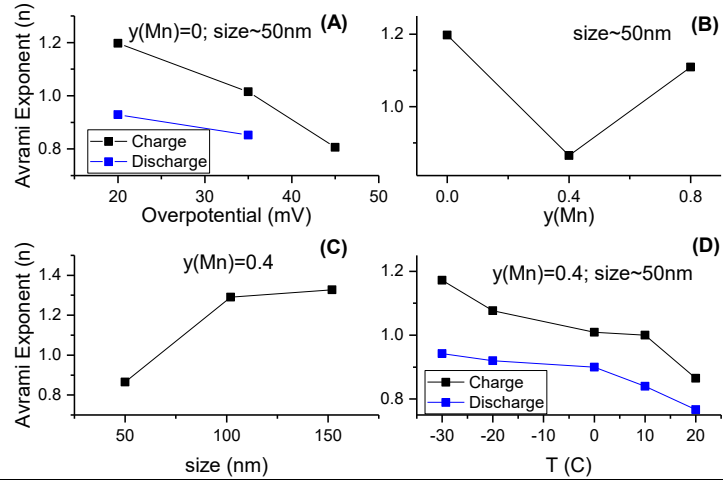 y(Mn)=0; size~50nm
(A)
Avrami Exponent (n)
1.2
1.0
0.8
Charge
Discharge
20
30
40
50
Overpotential (mV)
(B)
size~50nm
1.2
1.0
0.0
0.4
0.8
y(Mn)
(C)
y(Mn)=0.4
Avrami Exponent (n)
1.6
1.4
1.2
1.0
0.8
50
100
150
size (nm)
(D)
y(Mn)=0.4; size~50nm
1.2
1.0
0.8
Charge
Discharge
-30
-20
-10
0
10
20
T (C)